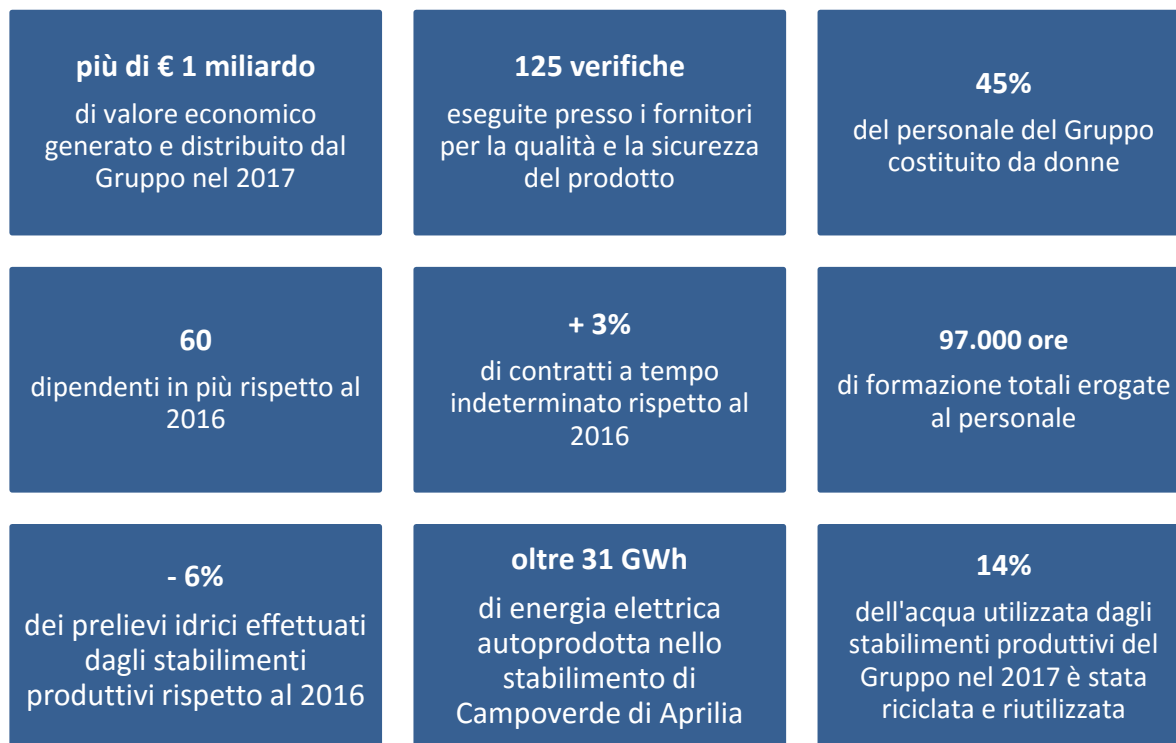 più di € 1 miliardo
di valore economico
generato e distribuito dal
Gruppo nel 2017
125 verifiche
eseguite presso i fornitori
per la qualità e la sicurezza
del prodotto
45%
del personale del Gruppo
costituito da donne
60
dipendenti in più rispetto al
2016
+ 3%
di contratti a tempo
indeterminato rispetto al
2016
97.000 ore
di formazione totali erogate
al personale
- 6%
dei prelievi idrici effettuati
dagli stabilimenti
produttivi rispetto al 2016
oltre 31 GWh
di energia elettrica
autoprodotta nello
stabilimento di
Campoverde di Aprilia
14%
dell'acqua utilizzata dagli
stabilimenti produttivi del
Gruppo nel 2017 è stata
riciclata e riutilizzata